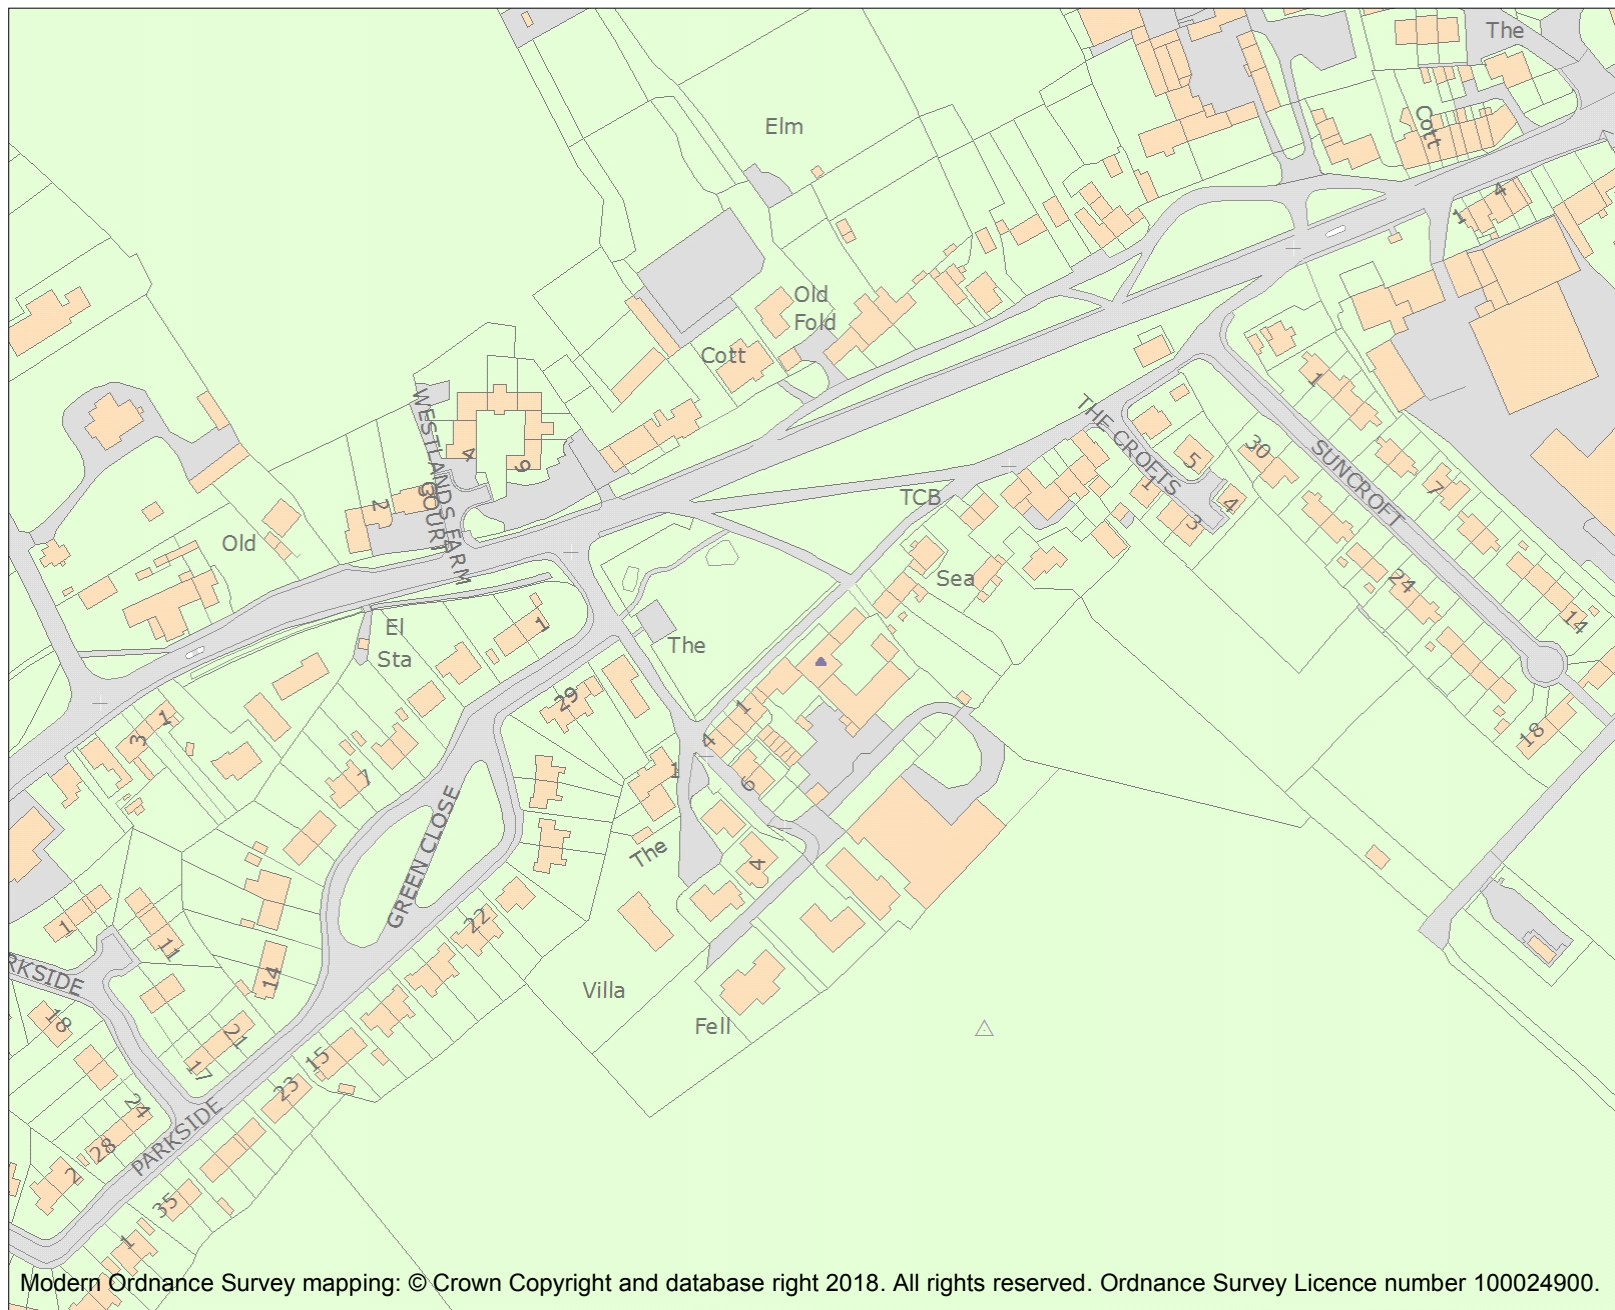 The
Elm
Cott
4
1
Old
Fold
Cott
1
THE CROFTS
WESTLANDS FARM
COURT
4
9
5
30
SUNCROFT
2
3
1
4
7
TCB
3
Old
Sea
24
El
Sta
1
14
The
29
1
3
1
4
18
7
1
6
GREEN CLOSE
The
4
22
1
11
14
RKSIDE
Villa
18
21
Fell
17
15
23
24
28
PARKSIDE
2
35
1
Modern Ordnance Survey mapping: © Crown Copyright and database right 2018. All rights reserved. Ordnance Survey Licence number 100024900.